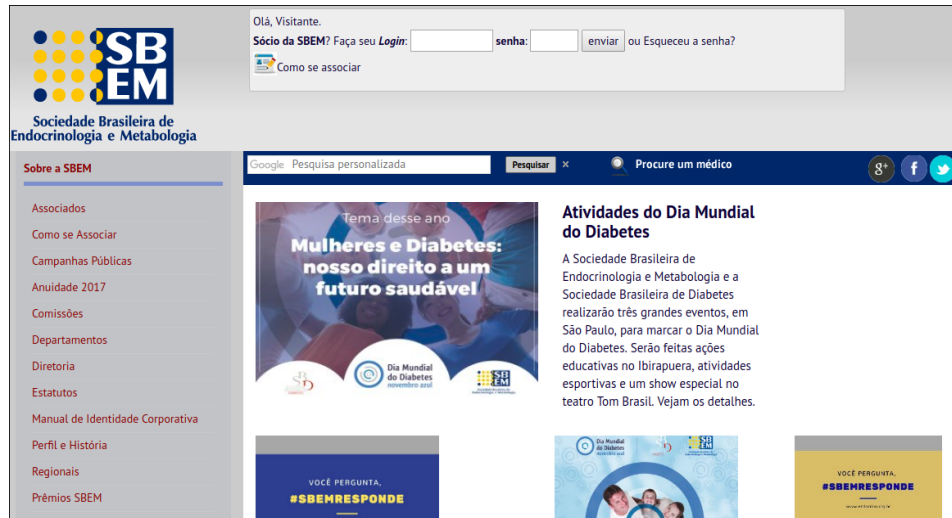 SB
EM
Sociedade Brasileira de
Endocrinologia e Metabologia
Olá, Visitante.
Sócio da SBEM? Faça seu Login: senha: enviar ou Esqueceu a senha?
Como se associar
Sobre a SBEM
Associados
Como se Associar
Campanhas Públicas
Anuidade 2017
Comissões
Departamentos
Diretoria
Estatutos
Manual de Identidade Corporativa
Perfil e História
Regionais
Prêmios SBEM
Google Pesquisa personalizada Pesquisar × Procure um médico g+ f
Tema desse ano
Mulheres e Diabetes:
nosso direito a um
futuro saudável
Dia Mundial
do Diabetes
novembro azul
SB
EM
Atividades do Dia Mundial
do Diabetes
A Sociedade Brasileira de
Endocrinologia e Metabologia e a
Sociedade Brasileira de Diabetes
realizarão três grandes eventos, em
São Paulo, para marcar o Dia Mundial
do Diabetes. Serão feitas ações
educativas no Ibirapuera, atividades
esportivas e um show especial no
teatro Tom Brasil. Vejam os detalhes.
VOCÊ PERGUNTA,
#SBEMRESPONDE
Dia Mundial
do Diabetes
novembro azul
SB
EM
VOCÊ PERGUNTA,
#SBEMRESPONDE